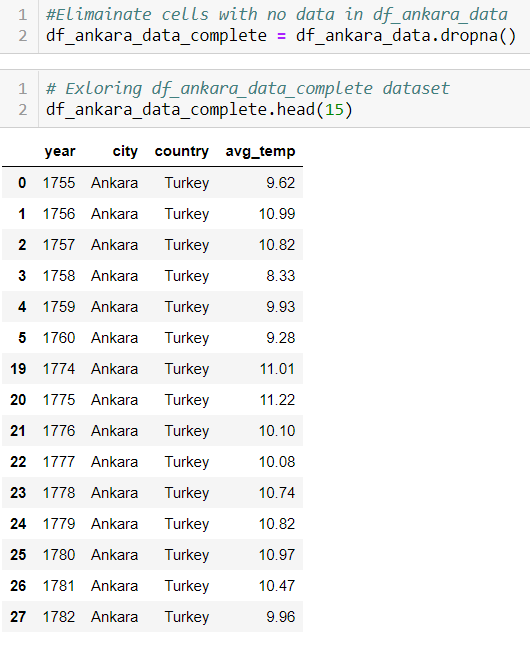 1 #Elimainate cells with no data in df_ankara_data
2 df_ankara_data_complete = df_ankara_data.dropna()
1 # Exloring df_ankara_data_complete dataset
2 df_ankara_data_complete.head(15)
year city country avg_temp
0 1755 Ankara Turkey 9.62
1 1756 Ankara Turkey 10.99
2 1757 Ankara Turkey 10.82
3 1758 Ankara Turkey 8.33
4 1759 Ankara Turkey 9.93
5 1760 Ankara Turkey 9.28
19 1774 Ankara Turkey 11.01
20 1775 Ankara Turkey 11.22
21 1776 Ankara Turkey 10.10
22 1777 Ankara Turkey 10.08
23 1778 Ankara Turkey 10.74
24 1779 Ankara Turkey 10.82
25 1780 Ankara Turkey 10.97
26 1781 Ankara Turkey 10.47
27 1782 Ankara Turkey 9.96